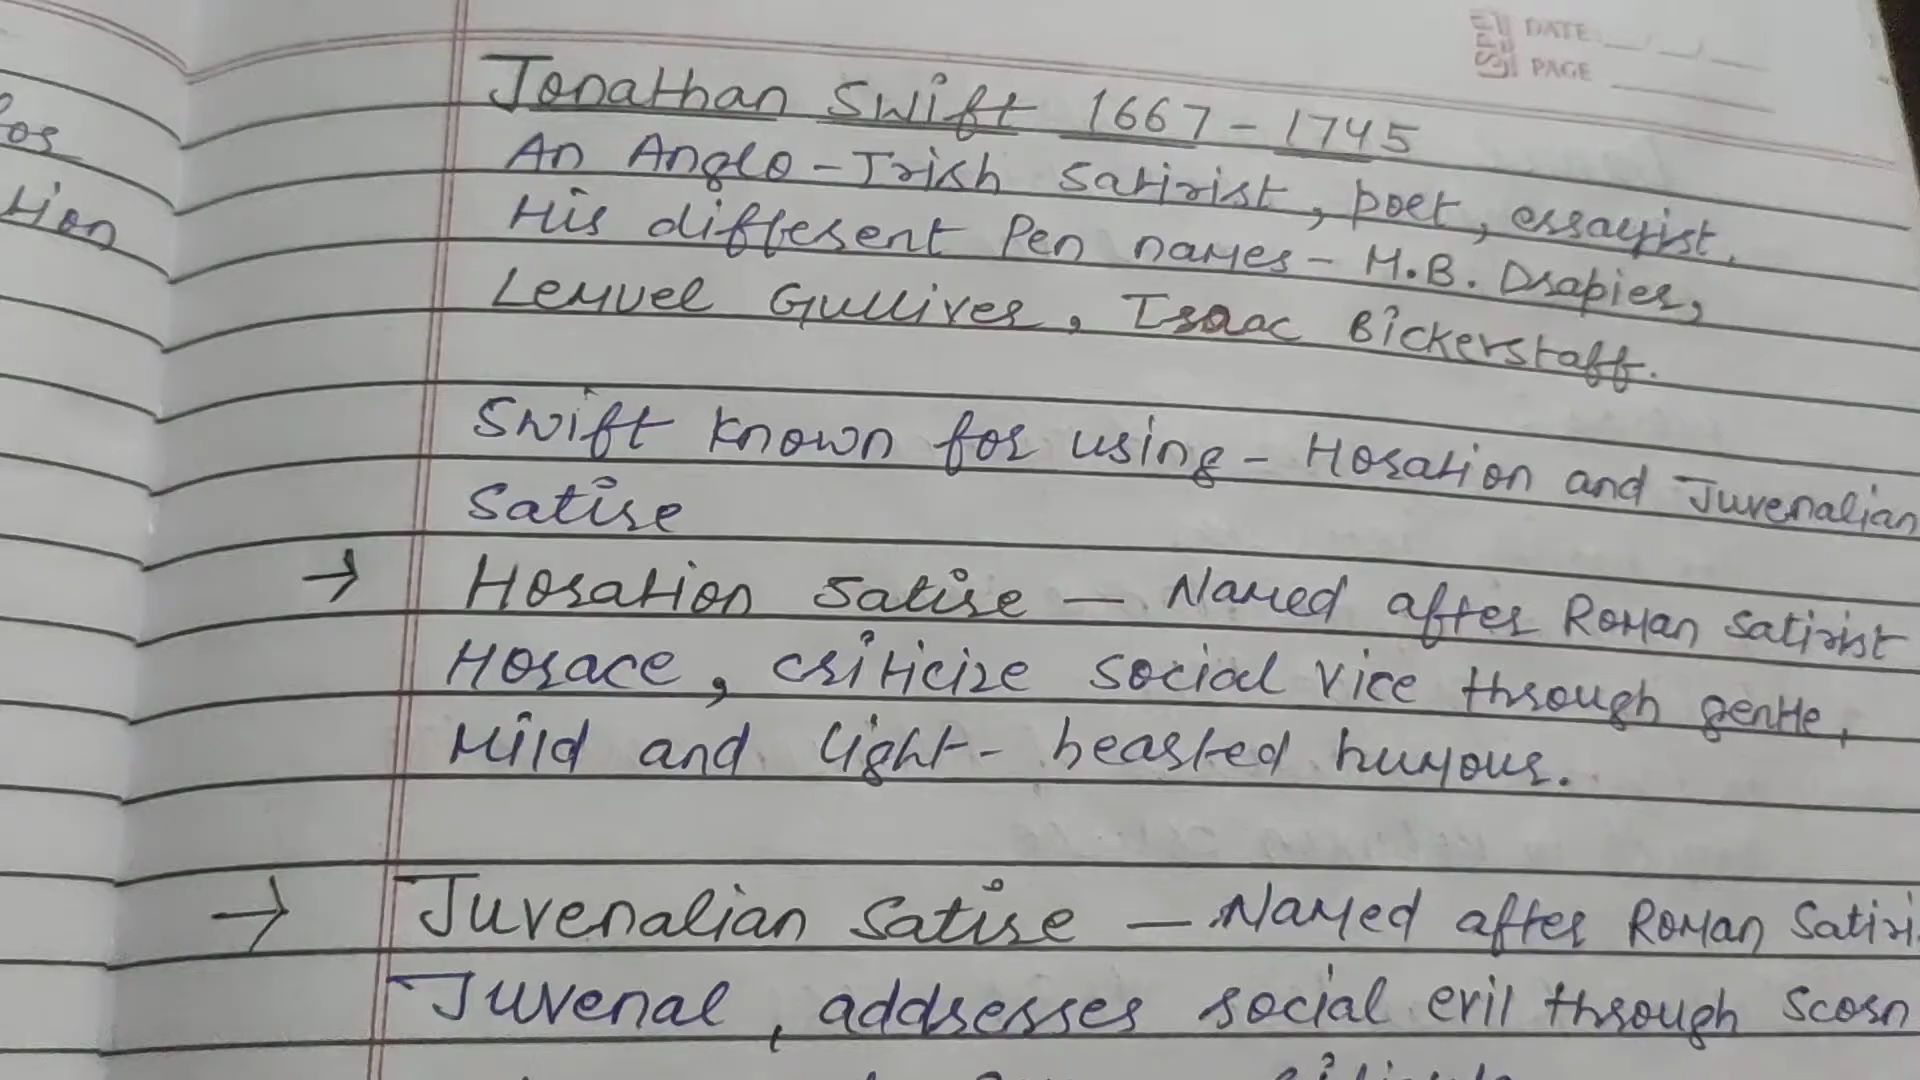 DATE
PAGE
Jonathan Swift 1667-1745
An Anglo-Irish satirist, poet, essayist.
His different Pen names - M.B. Drapier,
Lemuel Gulliver, Isaac Bickerstaff.
Swift known for using - Horation and Juvenalian
Satire
→ Horation Satire — Named after Roman Satirist
Horace, criticize social vice through gentle,
Mild and light-hearted humour.
→ Juvenalian Satire — Named after Roman Satiri
Juvenal, addresses social evil through Scorn